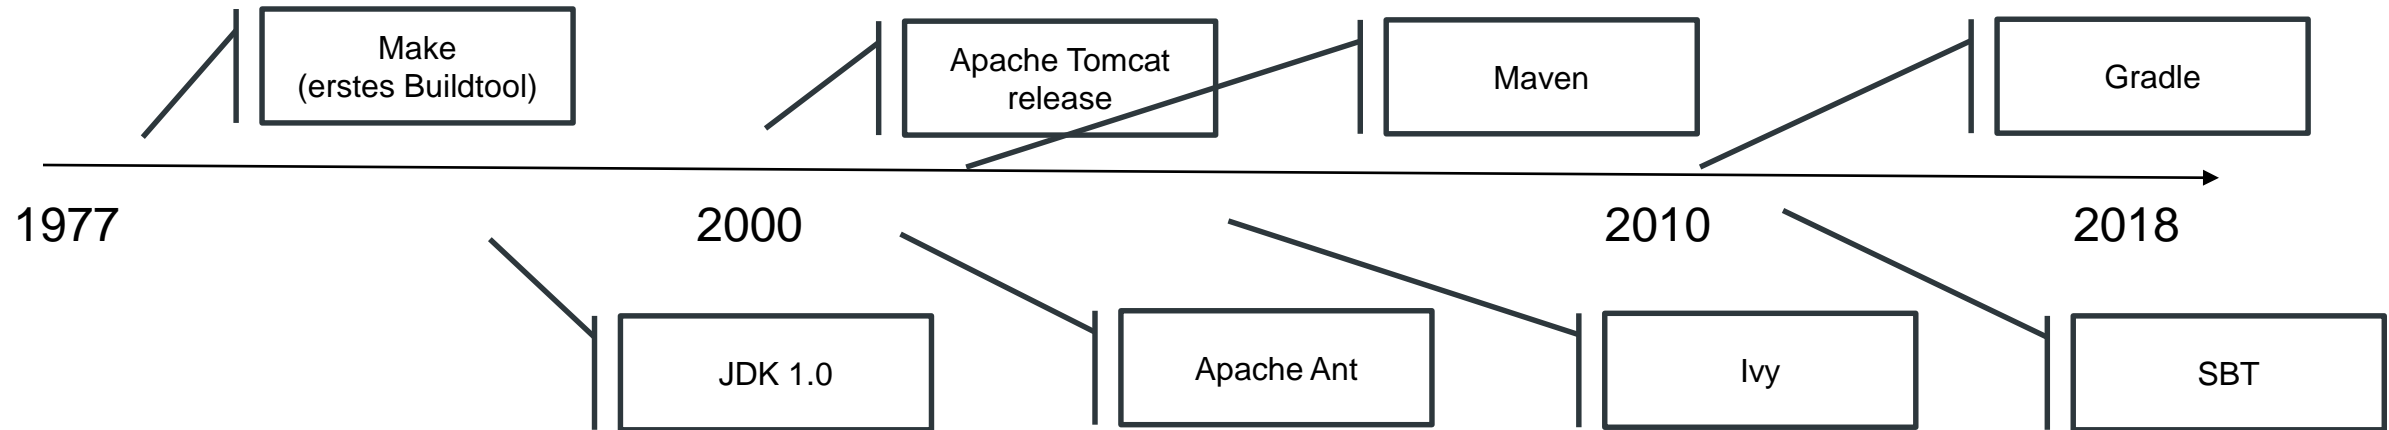 Make
(erstes Buildtool)
Apache Tomcat
release
Maven
Gradle
1977
2000
2010
2018
JDK 1.0
Apache Ant
Ivy
SBT